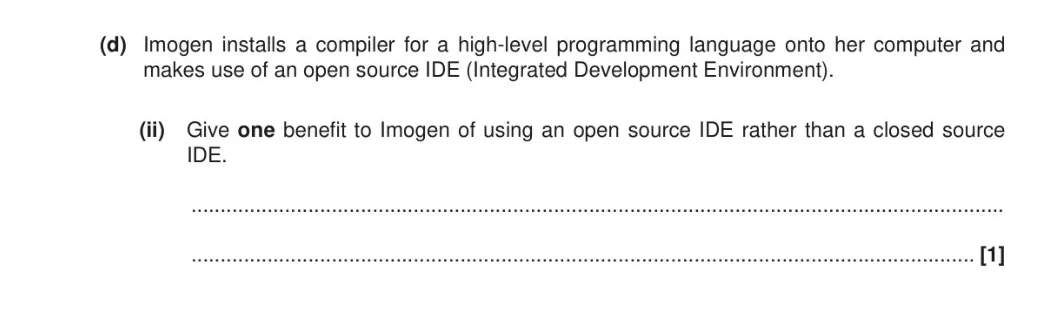 (d) Imogen installs a compiler for a high-level programming language onto her computer and
makes use of an open source IDE (Integrated Development Environment).
(ii) Give one benefit to Imogen of using an open source IDE rather than a closed source
IDE.
[1]